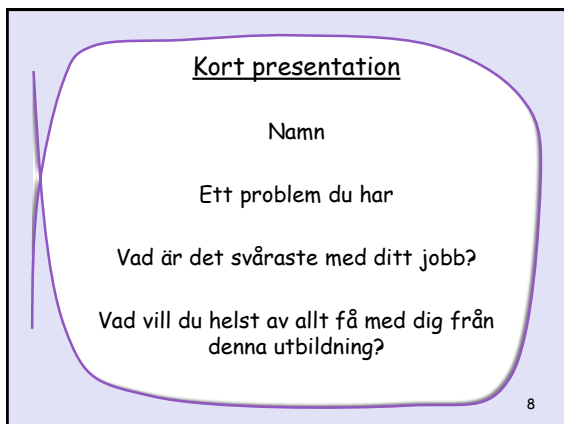 Kort presentation
Namn
Ett problem du har
Vad är det svåraste med ditt jobb?
Vad vill du helst av allt få med dig från
denna utbildning?
8